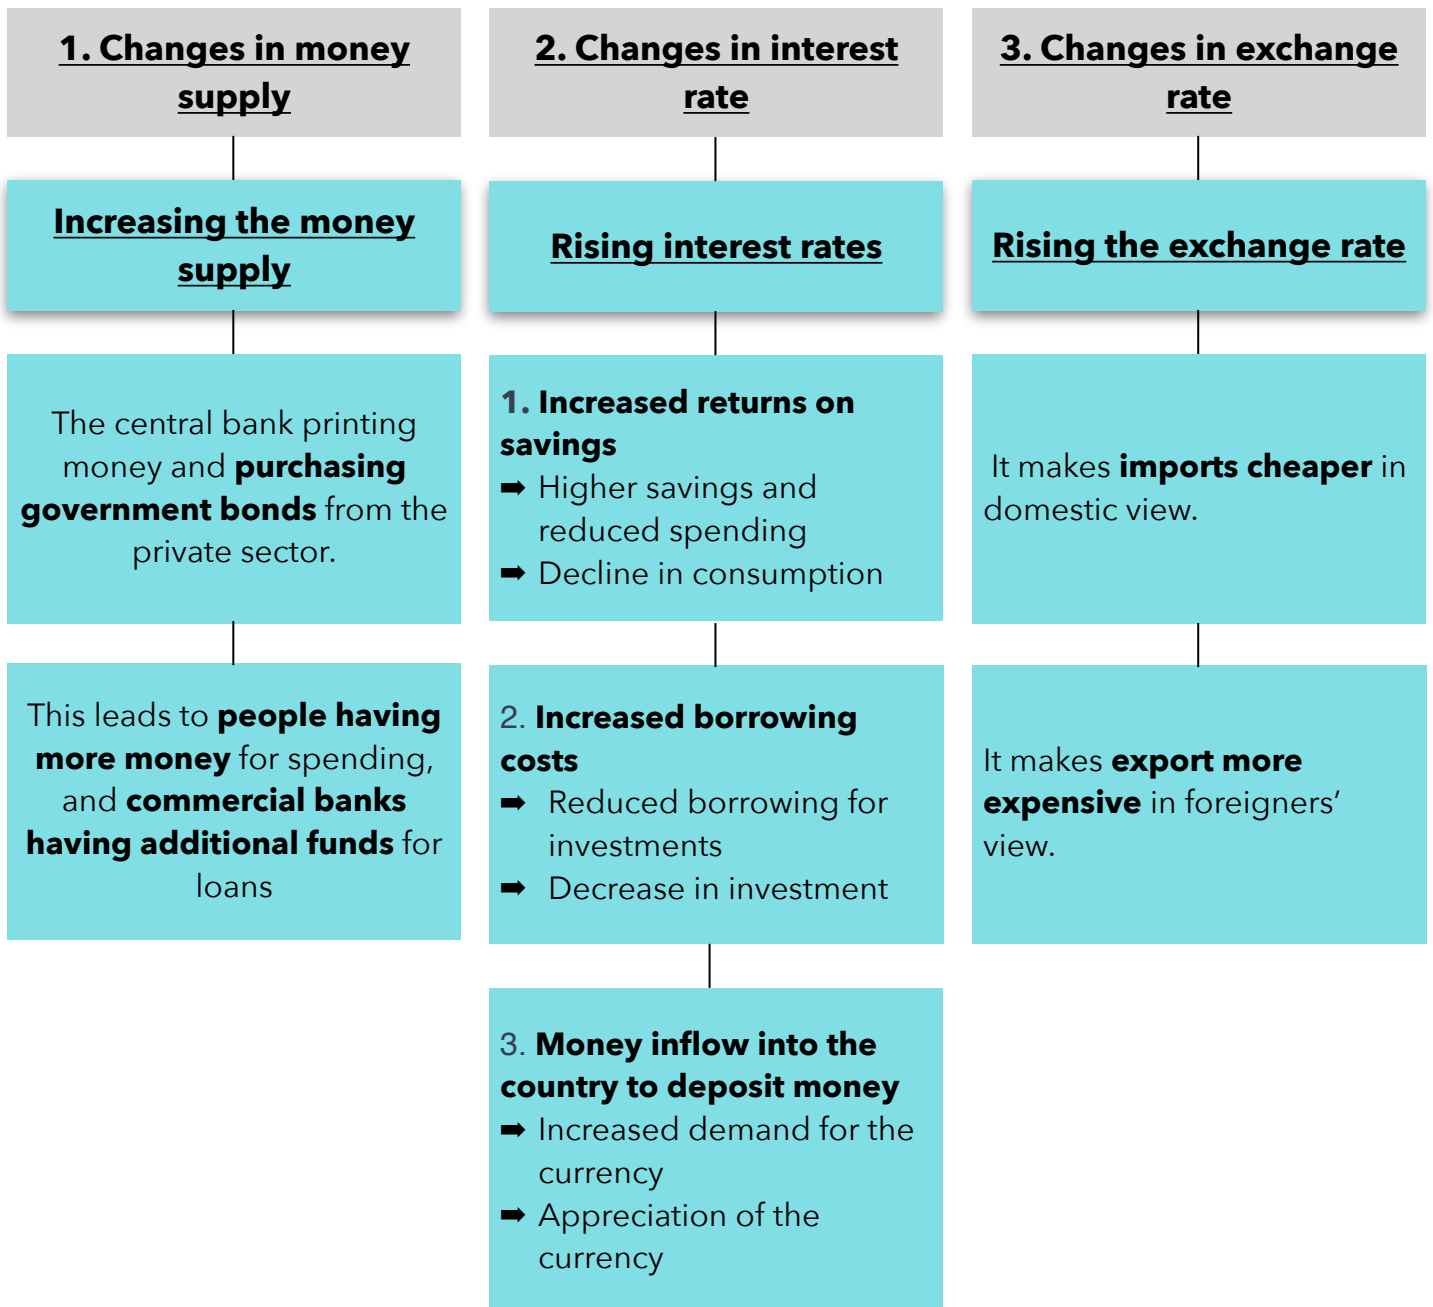 1. Changes in money
supply
Increasing the money
supply
The central bank printing
money and purchasing
government bonds from the
private sector.
This leads to people having
more money for spending,
and commercial banks
having additional funds for
loans
2. Changes in interest
rate
Rising interest rates
1. Increased returns on
savings
➡ Higher savings and
reduced spending
➡ Decline in consumption
2. Increased borrowing
costs
➡ Reduced borrowing for
investments
➡ Decrease in investment
3. Money inflow into the
country to deposit money
➡ Increased demand for the
currency
➡ Appreciation of the
currency
3. Changes in exchange
rate
Rising the exchange rate
It makes imports cheaper in
domestic view.
It makes export more
expensive in foreigners’
view.